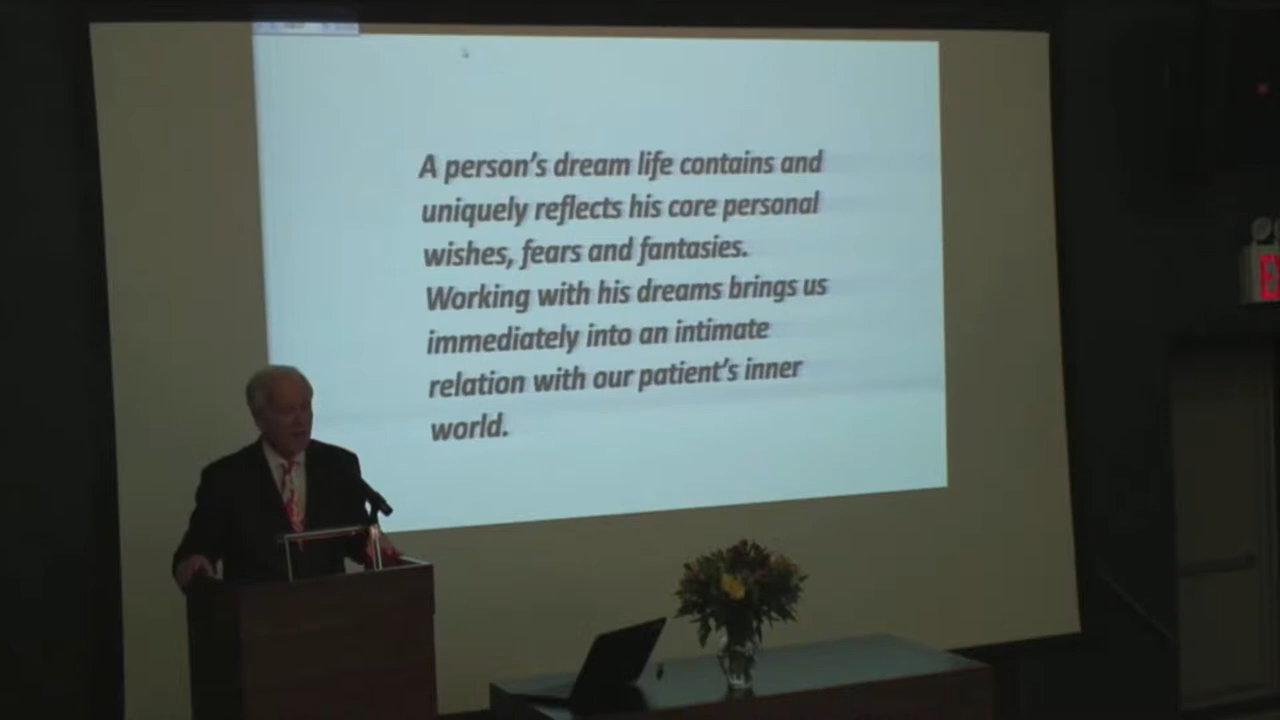 A person's dream life contains and
uniquely reflects his core personal
wishes, fears and fantasies.
Working with his dreams brings us
immediately into an intimate
relation with our patient's inner
world.